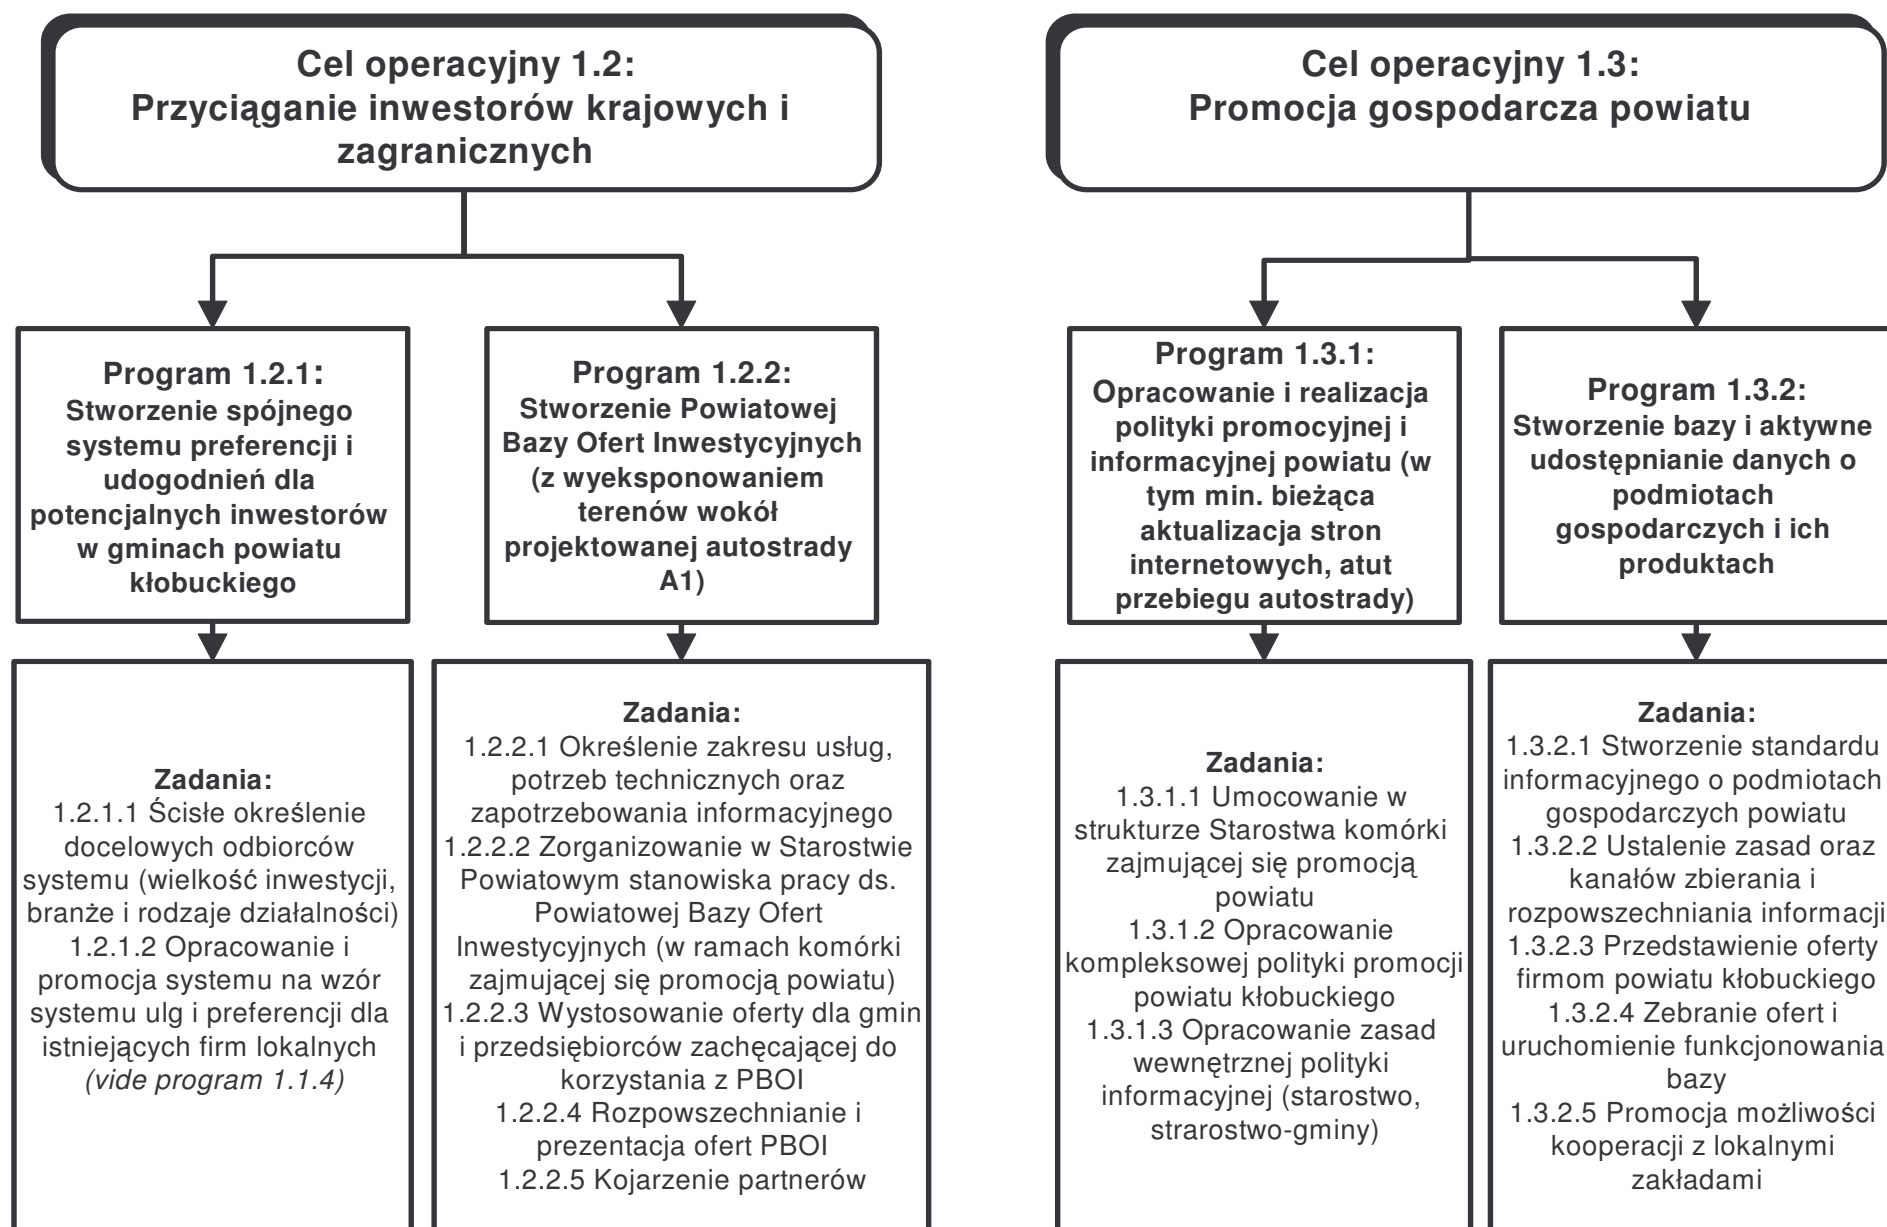 Cel operacyjny 1.2:
Przyciąganie inwestorów krajowych i
zagranicznych
Program 1.2.1:
Stworzenie spójnego
systemu preferencji i
udogodnień dla
potencjalnych inwestorów
w gminach powiatu
kłobuckiego
Zadania:
1.2.1.1 Ścisłe określenie
docelowych odbiorców
systemu (wielkość inwestycji,
branże i rodzaje działalności)
1.2.1.2 Opracowanie i
promocja systemu na wzór
systemu ulg i preferencji dla
istniejących firm lokalnych
(vide program 1.1.4)
Program 1.2.2:
Stworzenie Powiatowej
Bazy Ofert Inwestycyjnych
(z wyeksponowaniem
terenów wokół
projektowanej autostrady
A1)
Zadania:
1.2.2.1 Określenie zakresu usług,
potrzeb technicznych oraz
zapotrzebowania informacyjnego
1.2.2.2 Zorganizowanie w Starostwie
Powiatowym stanowiska pracy ds.
Powiatowej Bazy Ofert
Inwestycyjnych (w ramach komórki
zajmującej się promocją powiatu)
1.2.2.3 Wystosowanie oferty dla gmin
i przedsiębiorców zachęcającej do
korzystania z PBOI
1.2.2.4 Rozpowszechnianie i
prezentacja ofert PBOI
1.2.2.5 Kojarzenie partnerów
Cel operacyjny 1.3:
Promocja gospodarcza powiatu
Program 1.3.1:
Opracowanie i realizacja
polityki promocyjnej i
informacyjnej powiatu (w
tym min. bieżąca
aktualizacja stron
internetowych, atut
przebiegu autostrady)
Zadania:
1.3.1.1 Umocowanie w
strukturze Starostwa komórki
zajmującej się promocją
powiatu
1.3.1.2 Opracowanie
kompleksowej polityki promocji
powiatu kłobuckiego
1.3.1.3 Opracowanie zasad
wewnętrznej polityki
informacyjnej (starostwo,
strarostwo-gminy)
Program 1.3.2:
Stworzenie bazy i aktywne
udostępnianie danych o
podmiotach
gospodarczych i ich
produktach
Zadania:
1.3.2.1 Stworzenie standardu
informacyjnego o podmiotach
gospodarczych powiatu
1.3.2.2 Ustalenie zasad oraz
kanałów zbierania i
rozpowszechniania informacji
1.3.2.3 Przedstawienie oferty
firmom powiatu kłobuckiego
1.3.2.4 Zebranie ofert i
uruchomienie funkcjonowania
bazy
1.3.2.5 Promocja możliwości
kooperacji z lokalnymi
zakładami